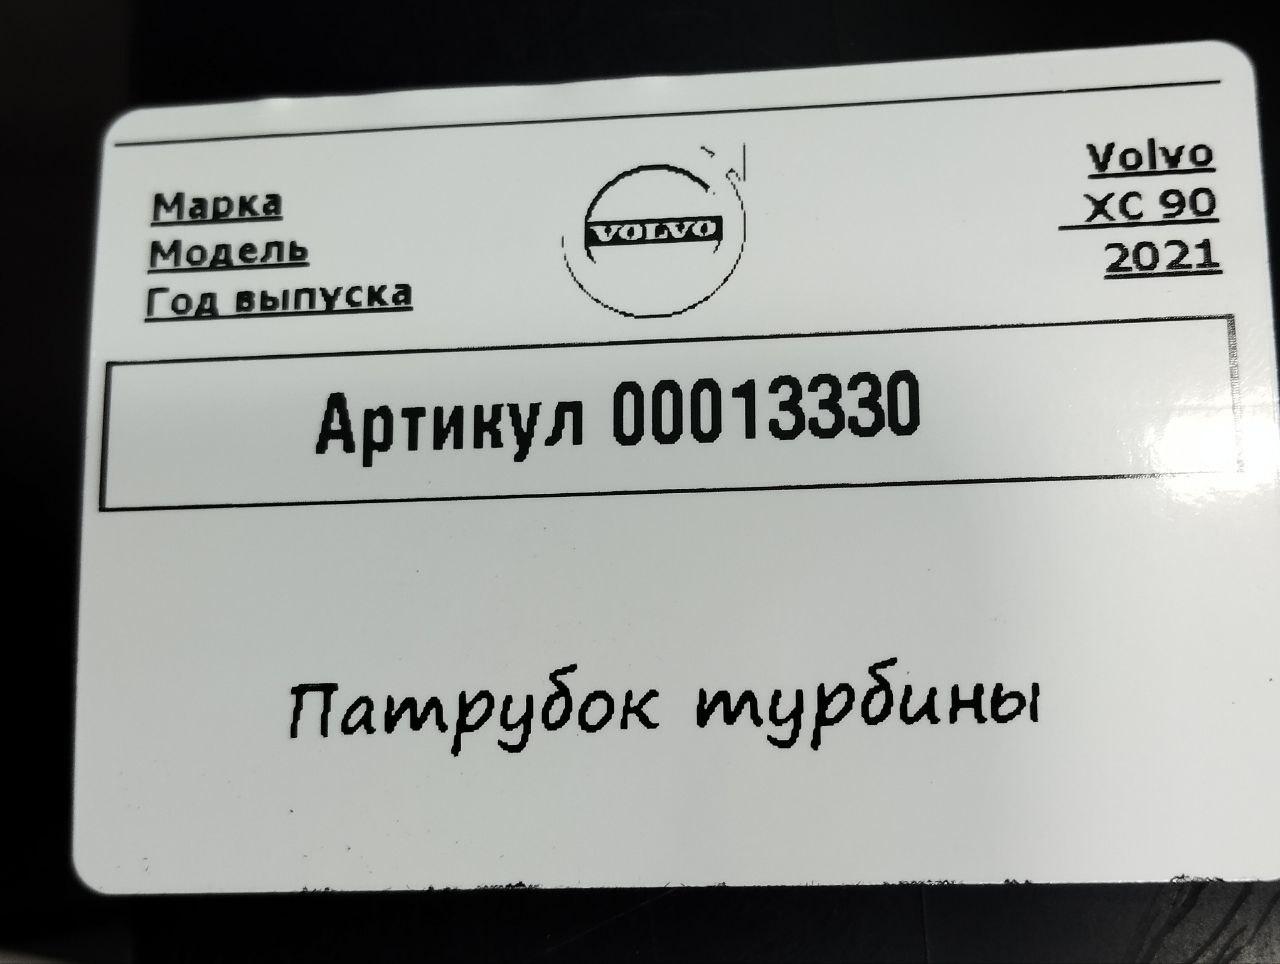 Марка
Volvo
Модель
XC 90
Год выпуска
2021
VOLVO
Артикул 00013330
Патрубок турбины